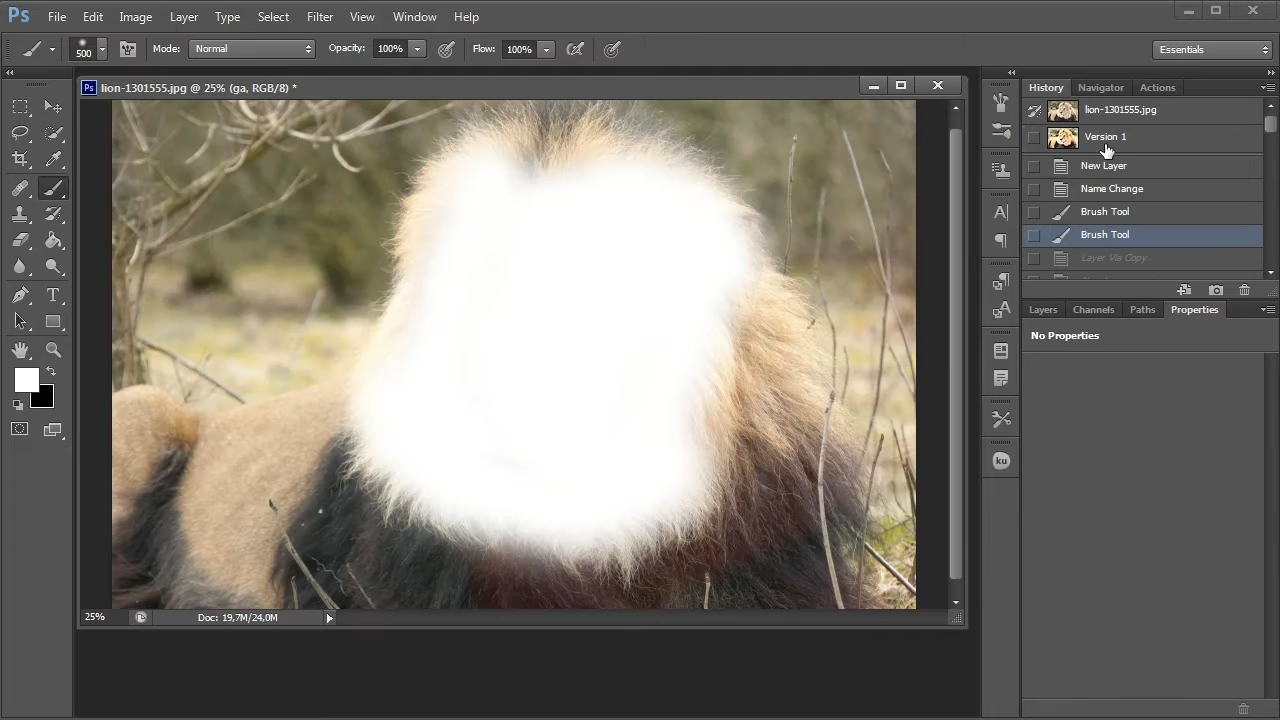 Ps File Edit Image Layer Type Select Filter View Window Help
500 Mode: Normal Opacity: 100% Flow: 100% Essentials
Ps lion-1301555.jpg @ 25% (ga, RGB/8) *
History Navigator Actions
lion-1301555.jpg
Version 1
New Layer
Name Change
Brush Tool
Brush Tool
Layer Via Copy
Layers Channels Paths Properties
No Properties
ku
25% Doc: 19,7M/24,0M